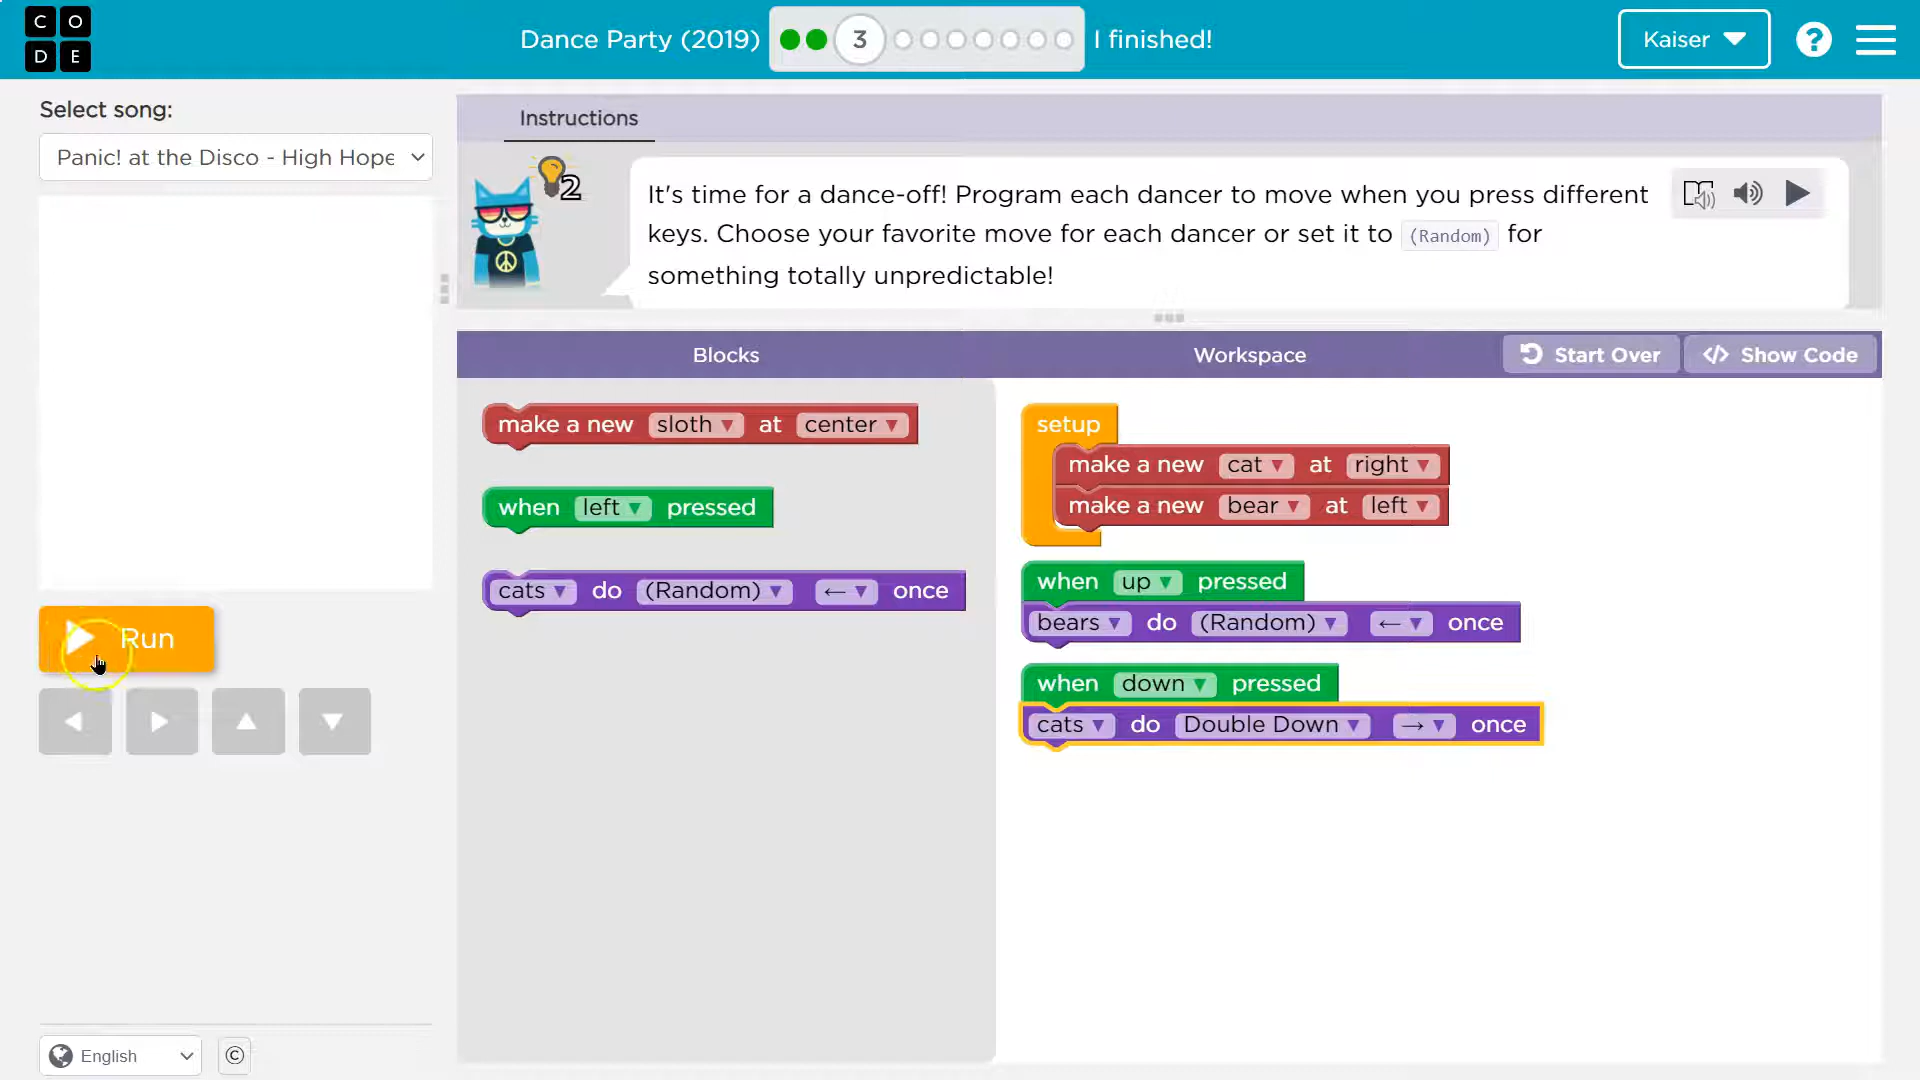 C O
D E
Dance Party (2019)
3
I finished!
Kaiser
?
Select song:
Panic! at the Disco - High Hope
Instructions
2
It's time for a dance-off! Program each dancer to move when you press different
keys. Choose your favorite move for each dancer or set it to (Random) for
something totally unpredictable!
Blocks
Workspace
Start Over
</> Show Code
make a new sloth ▼ at center ▼
when left ▼ pressed
cats ▼ do (Random) ▼ ← ▼ once
setup
make a new cat ▼ at right ▼
make a new bear ▼ at left ▼
when up ▼ pressed
bears ▼ do (Random) ▼ ← ▼ once
when down ▼ pressed
cats ▼ do Double Down ▼ → ▼ once
Run
English
©